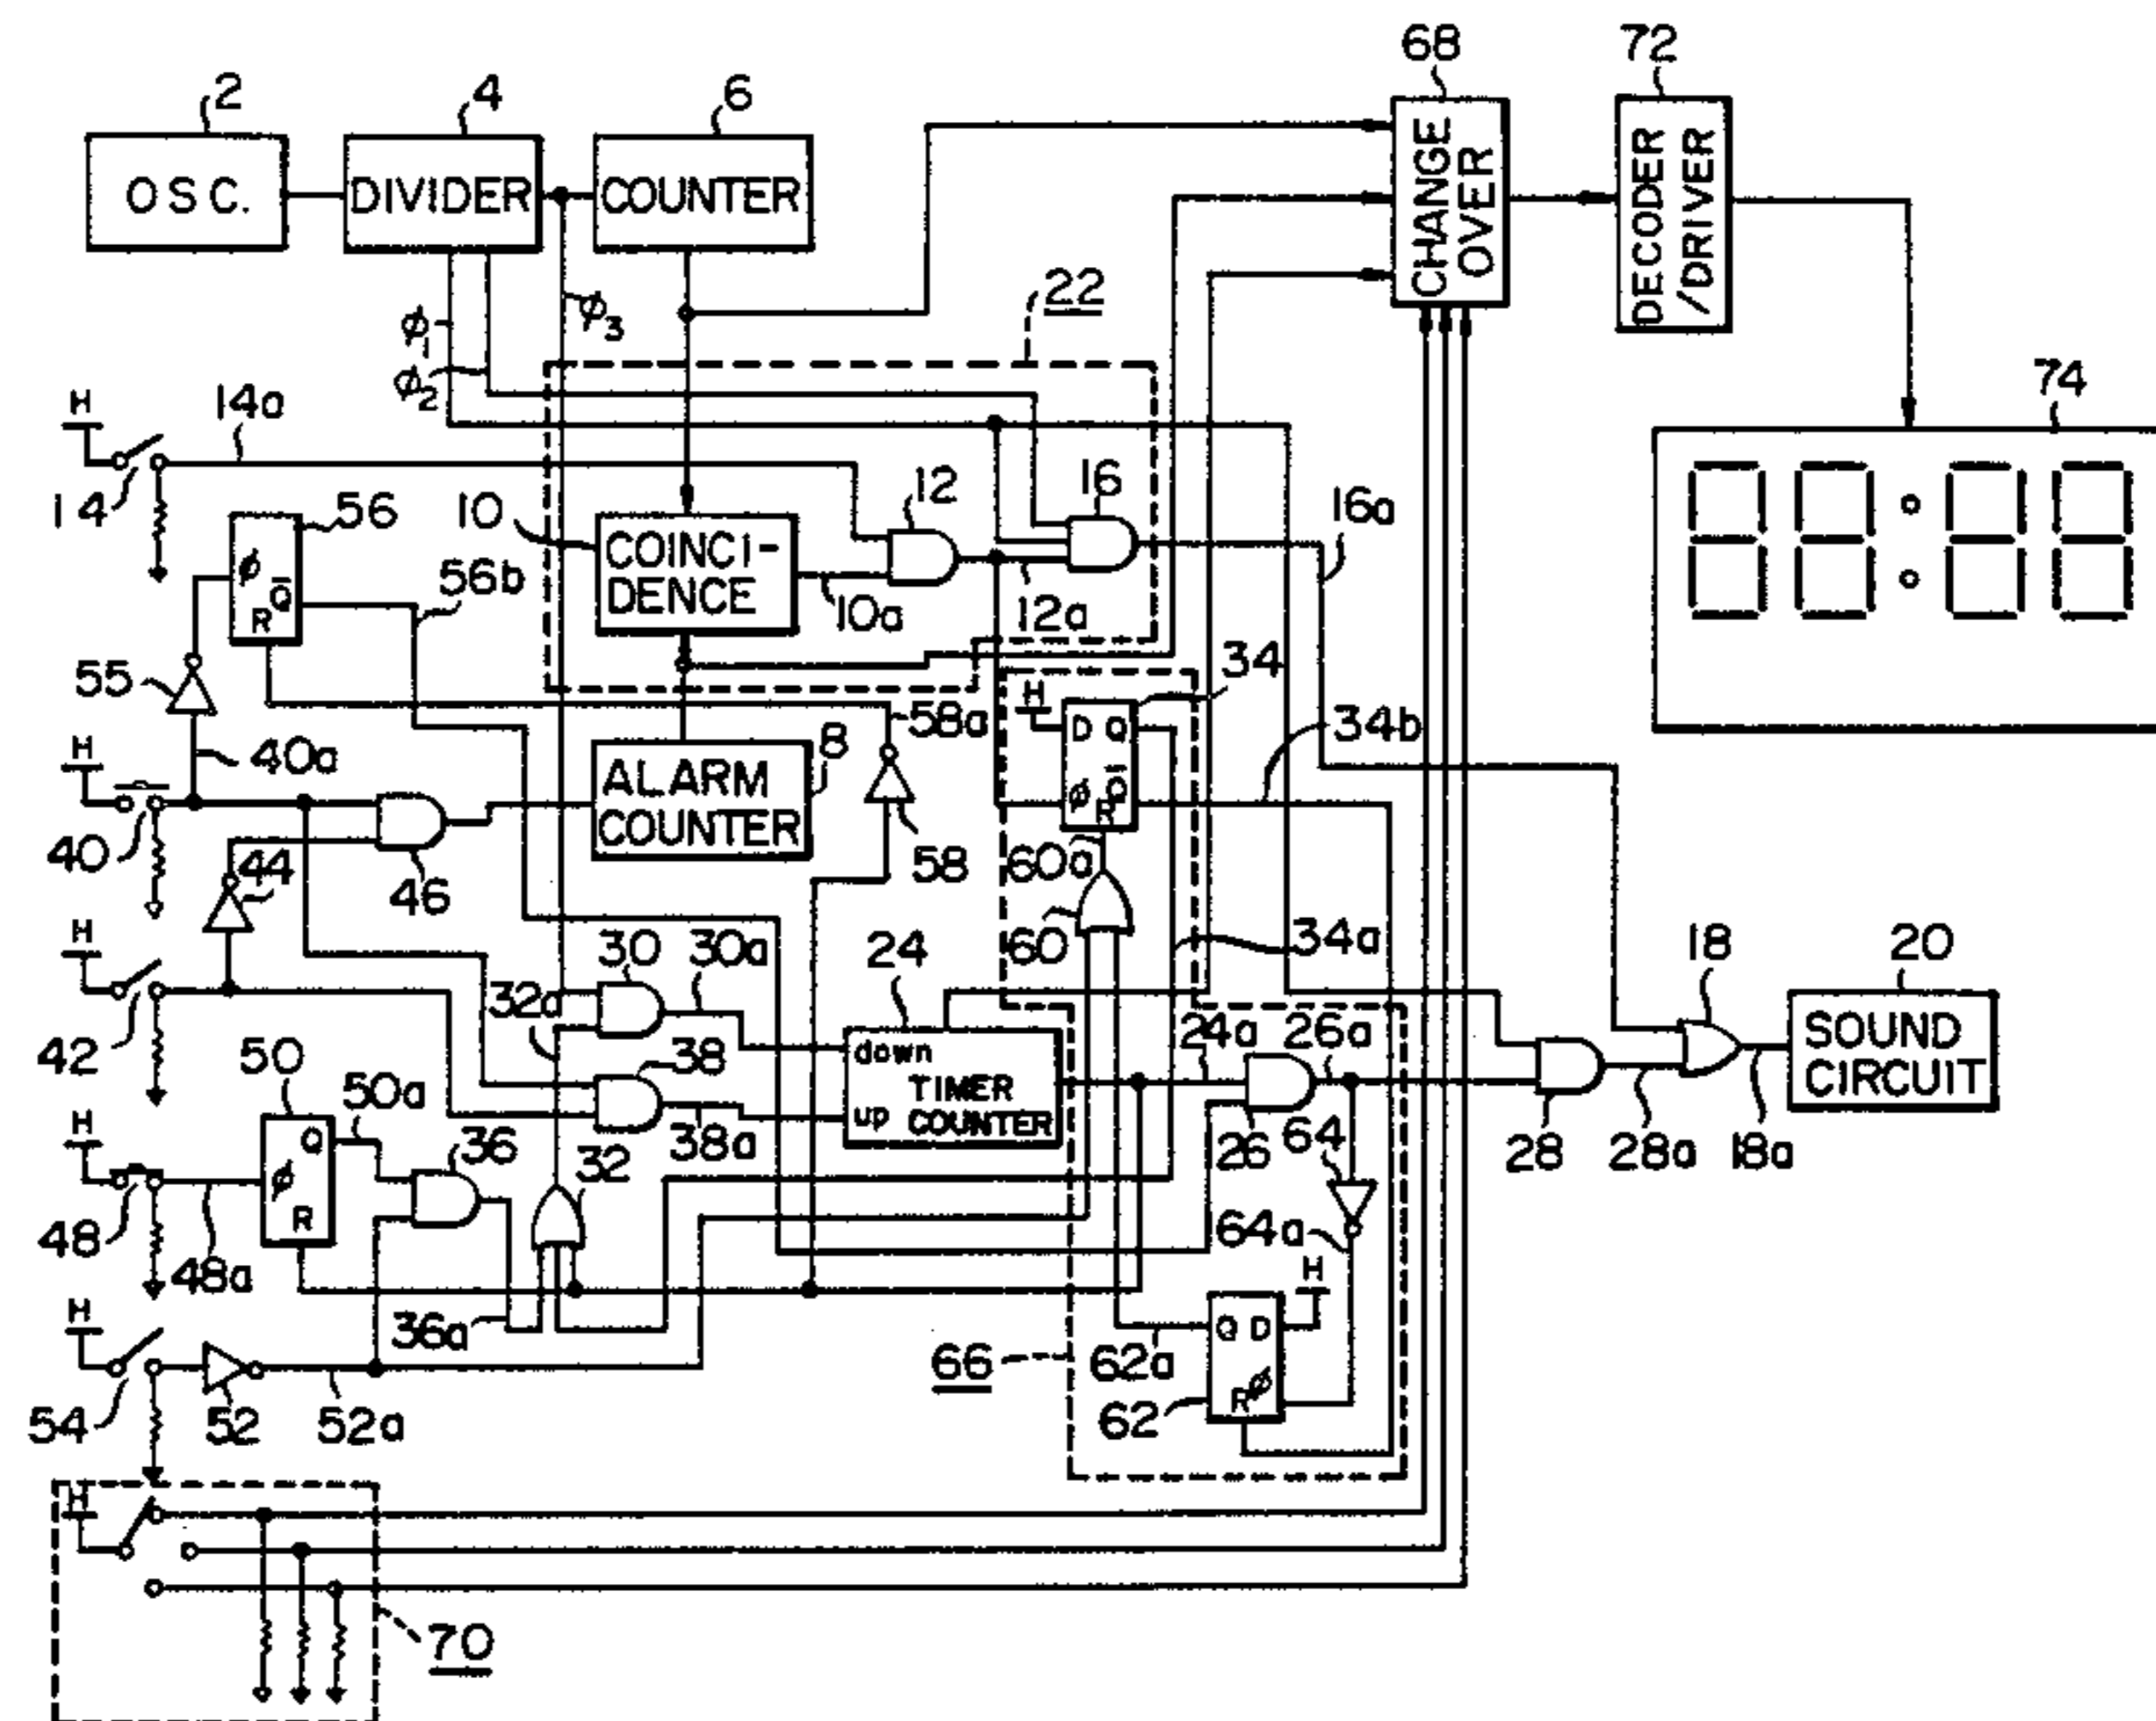 68 72
2 4 6
O S C. DIVIDER COUNTER
CHANGE
OVER
DECODER
/DRIVER
ϕ1 ϕ3 22
ϕ2
74
H 14a
14
56 10 12 16 16a
COINCI-
DENCE
ϕ Q̄ R
56b 10a 12a
55 34
H D Q
58a
34b
H 40a 8
ALARM
COUNTER
ϕ Q̄ R
40 44 46 58 60a
H 60 34a
30 30a 24 18 20
32a
42 24a 26a
down
SOUND
CIRCUIT
50 50a 38
TIMER
COUNTER
up
H Q 36 38a 26 64 28 28a 18a
32
ϕ
R
48 48a 64a
H H
36a Q D
66 62a
R ϕ
54 52 52a 62
H
70